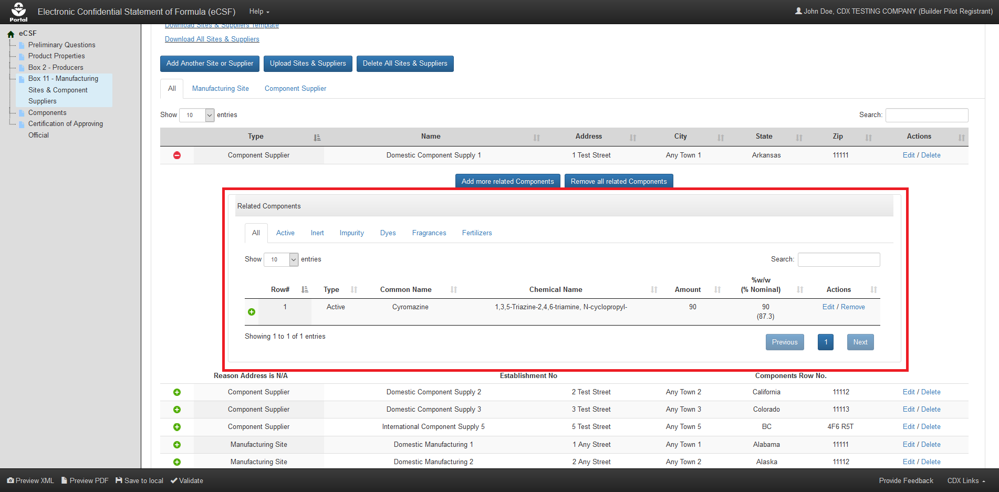 Portal
Electronic Confidential Statement of Formula (eCSF)
Help
John Doe, CDX TESTING COMPANY (Builder Pilot Registrant)
eCSF
Preliminary Questions
Product Properties
Box 2 - Producers
Box 11 - Manufacturing
Sites & Component
Suppliers
Components
Certification of Approving
Official
Download Sites & Suppliers Template
Download All Sites & Suppliers
Add Another Site or Supplier Upload Sites & Suppliers Delete All Sites & Suppliers
All Manufacturing Site Component Supplier
Show 10 entries Search:
Type Name Address City State Zip Actions
Component Supplier Domestic Component Supply 1 1 Test Street Any Town 1 Arkansas 11111 Edit / Delete
Add more related Components Remove all related Components
Related Components
All Active Inert Impurity Dyes Fragrances Fertilizers
Show 10 entries Search:
Row# Type Common Name Chemical Name Amount %w/w
(% Nominal) Actions
1 Active Cyromazine 1,3,5-Triazine-2,4,6-triamine, N-cyclopropyl- 90 90
(87.3) Edit / Remove
Showing 1 to 1 of 1 entries
Previous 1 Next
Reason Address is N/A Establishment No Components Row No.
Component Supplier Domestic Component Supply 2 2 Test Street Any Town 2 California 11112 Edit / Delete
Component Supplier Domestic Component Supply 3 3 Test Street Any Town 3 Colorado 11113 Edit / Delete
Component Supplier International Component Supply 5 5 Test Street Any Town 5 BC 4F6 R5T Edit / Delete
Manufacturing Site Domestic Manufacturing 1 1 Any Street Any Town 1 Alabama 11111 Edit / Delete
Manufacturing Site Domestic Manufacturing 2 2 Any Street Any Town 2 Alaska 11112 Edit / Delete
Preview XML Preview PDF Save to local Validate
Provide Feedback CDX Links